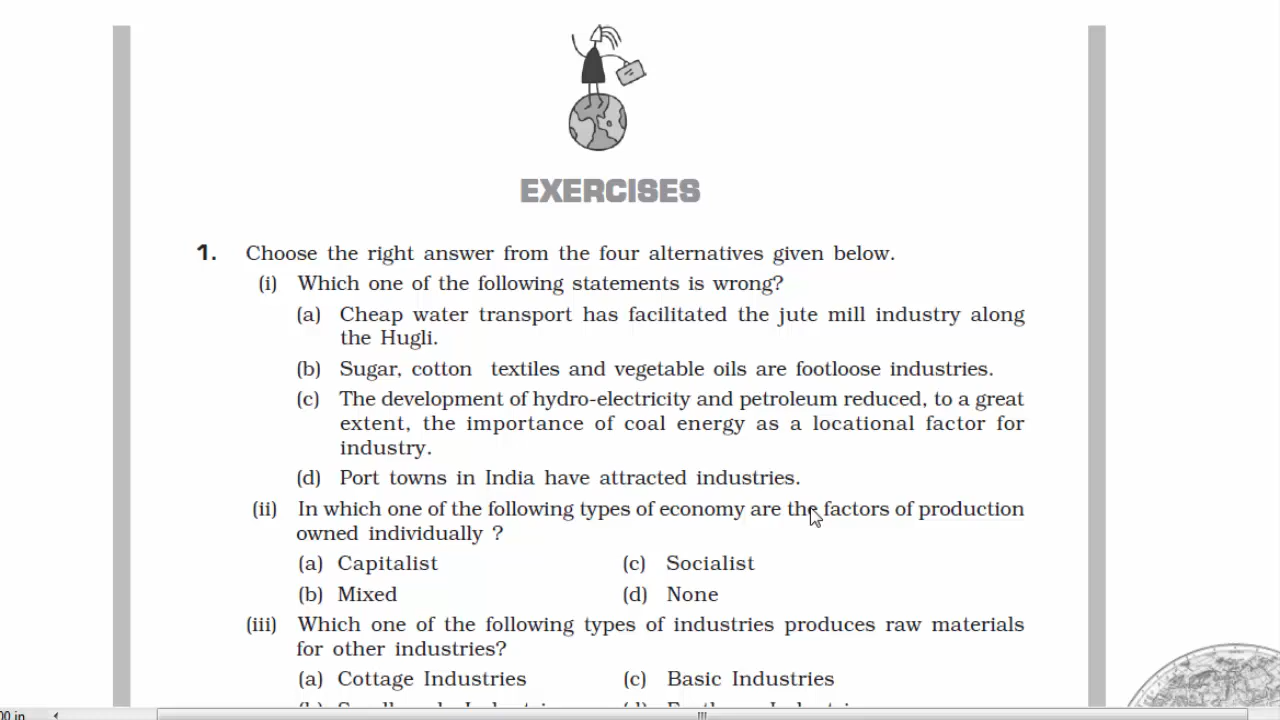 EXERCISES
1. Choose the right answer from the four alternatives given below.
(i) Which one of the following statements is wrong?
(a) Cheap water transport has facilitated the jute mill industry along
the Hugli.
(b) Sugar, cotton textiles and vegetable oils are footloose industries.
(c) The development of hydro-electricity and petroleum reduced, to a great
extent, the importance of coal energy as a locational factor for
industry.
(d) Port towns in India have attracted industries.
(ii) In which one of the following types of economy are the factors of production
owned individually ?
(a) Capitalist (c) Socialist
(b) Mixed (d) None
(iii) Which one of the following types of industries produces raw materials
for other industries?
(a) Cottage Industries (c) Basic Industries
00 in